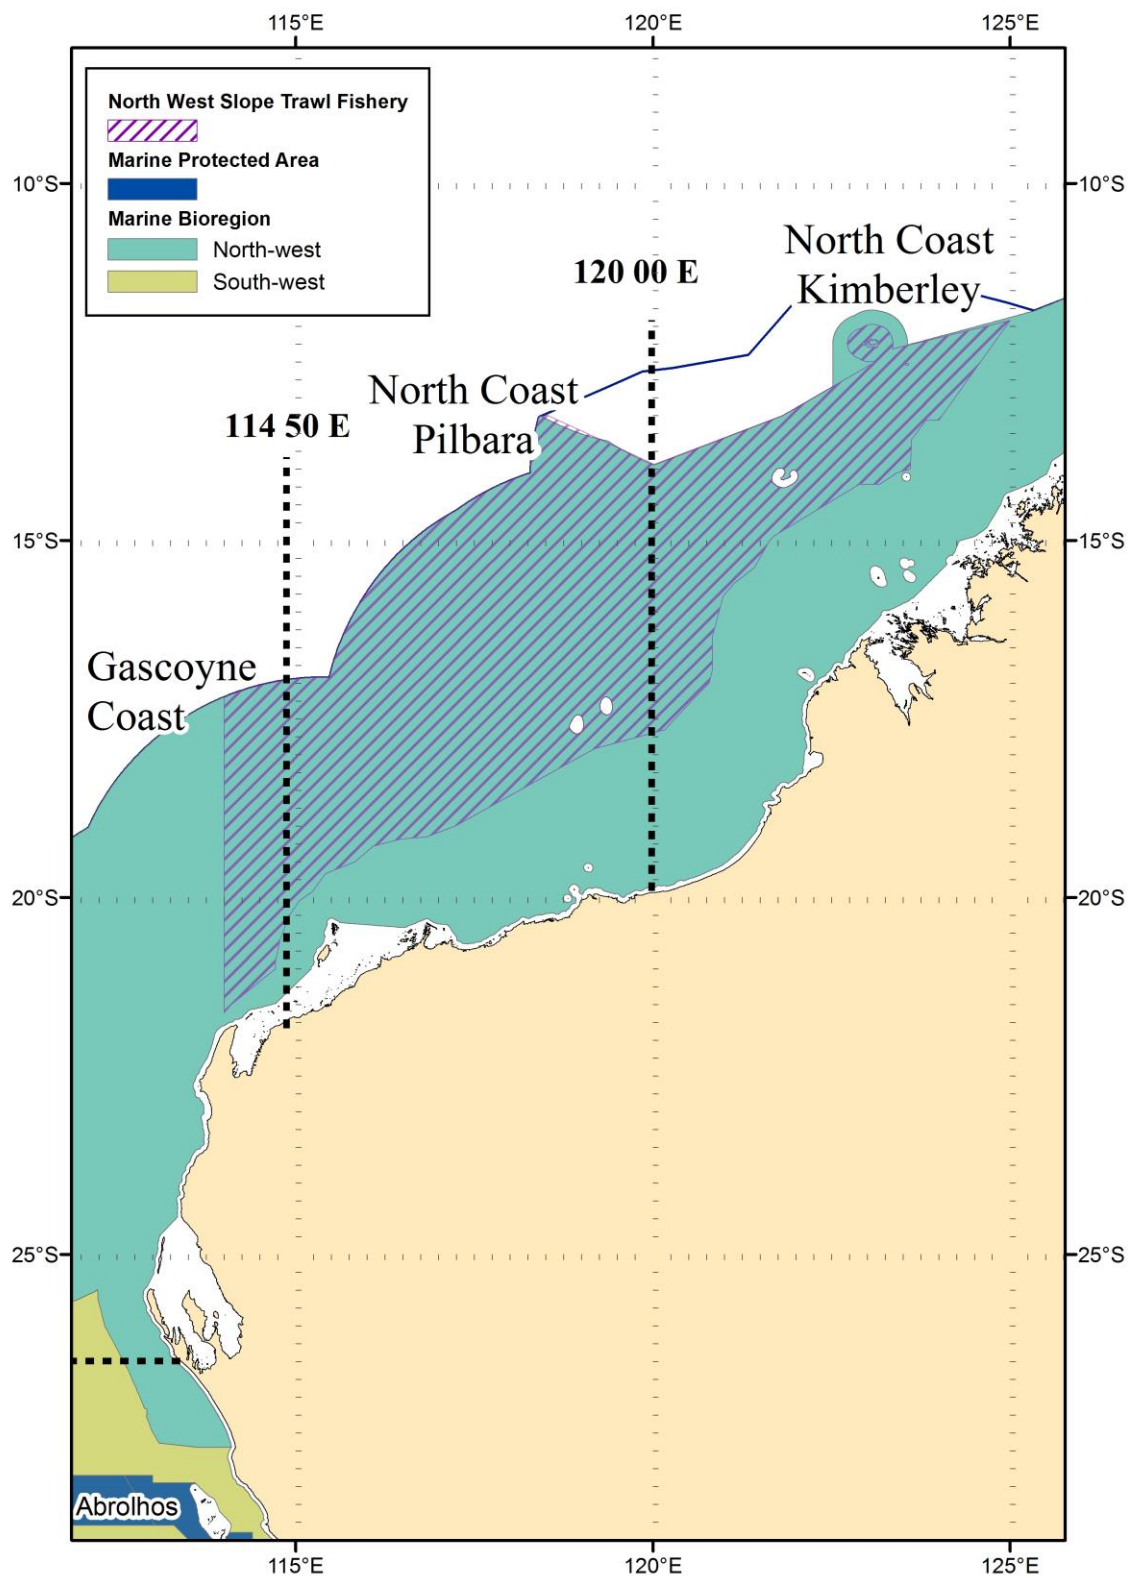 115°E 120°E 125°E
North West Slope Trawl Fishery
Marine Protected Area
Marine Bioregion
North-west
South-west
10°S 10°S
North Coast
Kimberley
120 00 E
North Coast
Pilbara
114 50 E
15°S 15°S
Gascoyne
Coast
20°S 20°S
25°S 25°S
Abrolhos
115°E 120°E 125°E